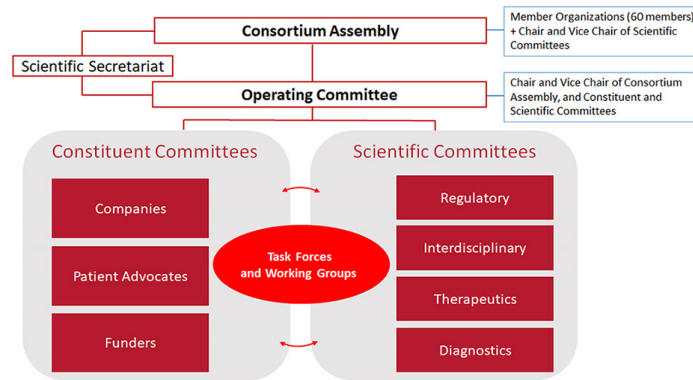 Consortium Assembly
Member Organizations (60 members)
+ Chair and Vice Chair of Scientific
Committees
Scientific Secretariat
Operating Committee
Chair and Vice Chair of Consortium
Assembly, and Constituent and
Scientific Committees
Constituent Committees
Companies
Patient Advocates
Funders
Task Forces
and Working Groups
Scientific Committees
Regulatory
Interdisciplinary
Therapeutics
Diagnostics